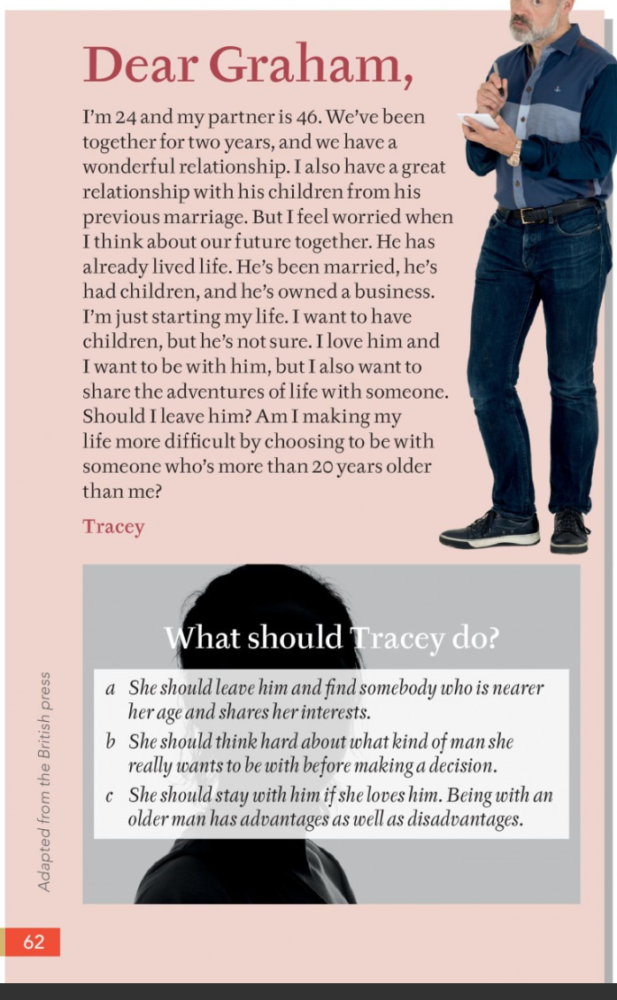 Dear Graham,
I'm 24 and my partner is 46. We've been
together for two years, and we have a
wonderful relationship. I also have a great
relationship with his children from his
previous marriage. But I feel worried when
I think about our future together. He has
already lived life. He's been married, he's
had children, and he's owned a business.
I'm just starting my life. I want to have
children, but he's not sure. I love him and
I want to be with him, but I also want to
share the adventures of life with someone.
Should I leave him? Am I making my
life more difficult by choosing to be with
someone who's more than 20 years older
than me?
Tracey
What should Tracey do?
a She should leave him and find somebody who is nearer
her age and shares her interests.
b She should think hard about what kind of man she
really wants to be with before making a decision.
c She should stay with him if she loves him. Being with an
older man has advantages as well as disadvantages.
Adapted from the British press
62